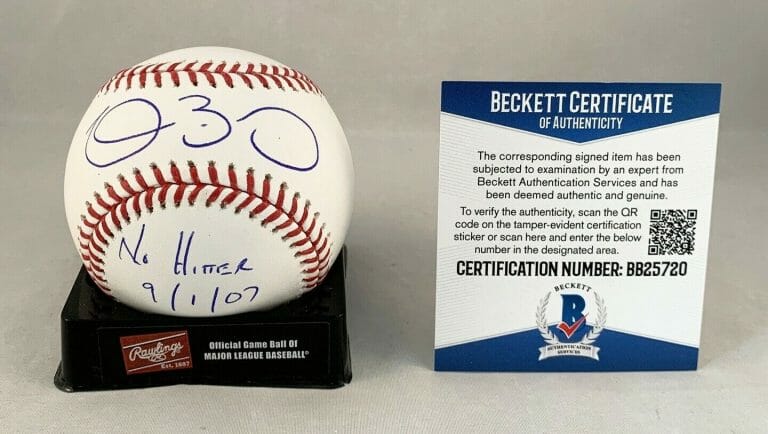 No Hitter
9/1/07
Rawlings
Est. 1887
Official Game Ball Of
MAJOR LEAGUE BASEBALL®
BECKETT CERTIFICATE
OF AUTHENTICITY
The corresponding signed item has been
subjected to examination by an expert from
Beckett Authentication Services and has
been deemed authentic and genuine.
To verify the authenticity, scan the QR
code on the tamper-evident certification
sticker or scan here and enter the below
number in the designated area.
CERTIFICATION NUMBER: BB25720
BECKETT
B
AUTHENTICATION
SERVICES